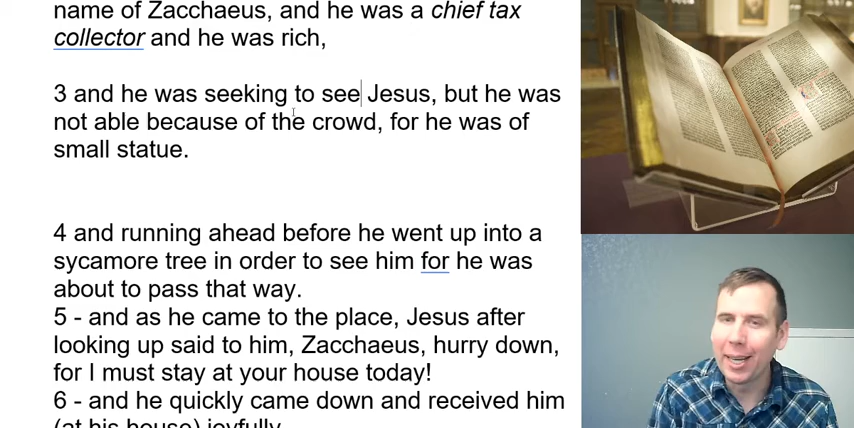 name of Zacchaeus, and he was a chief tax
collector and he was rich,
3 and he was seeking to see Jesus, but he was
not able because of the crowd, for he was of
small statue.
4 and running ahead before he went up into a
sycamore tree in order to see him for he was
about to pass that way.
5 - and as he came to the place, Jesus after
looking up said to him, Zacchaeus, hurry down,
for I must stay at your house today!
6 - and he quickly came down and received him
(at his house) joyfully